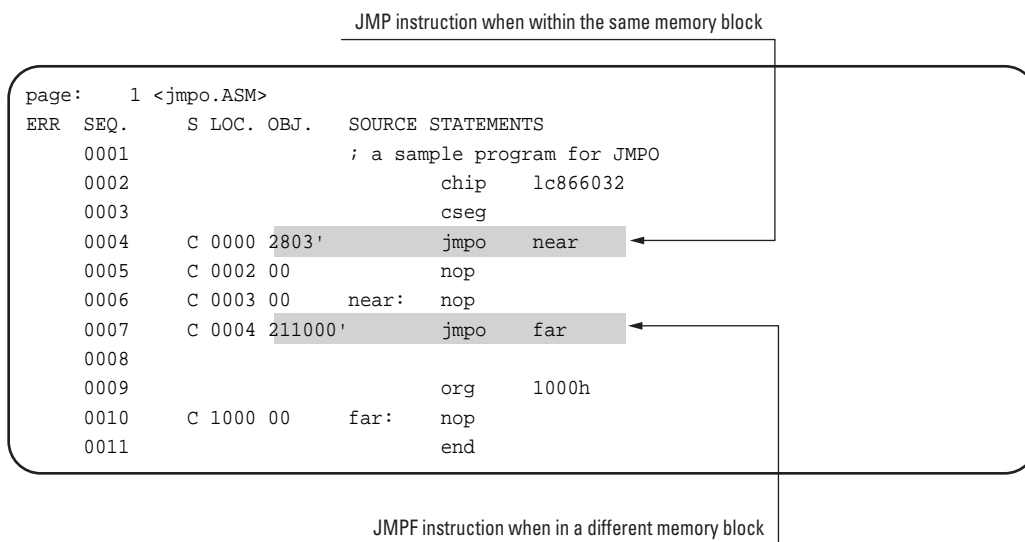 JMP instruction when within the same memory block
page:    1 <jmpo.ASM>
ERR  SEQ.      S LOC. OBJ.   SOURCE STATEMENTS
     0001                    ; a sample program for JMPO
     0002                            chip    lc866032
     0003                            cseg
     0004      C 0000 2803'          jmpo    near
     0005      C 0002 00             nop
     0006      C 0003 00     near:   nop
     0007      C 0004 211000'        jmpo    far
     0008
     0009                            org     1000h
     0010      C 1000 00     far:    nop
     0011                            end
JMPF instruction when in a different memory block